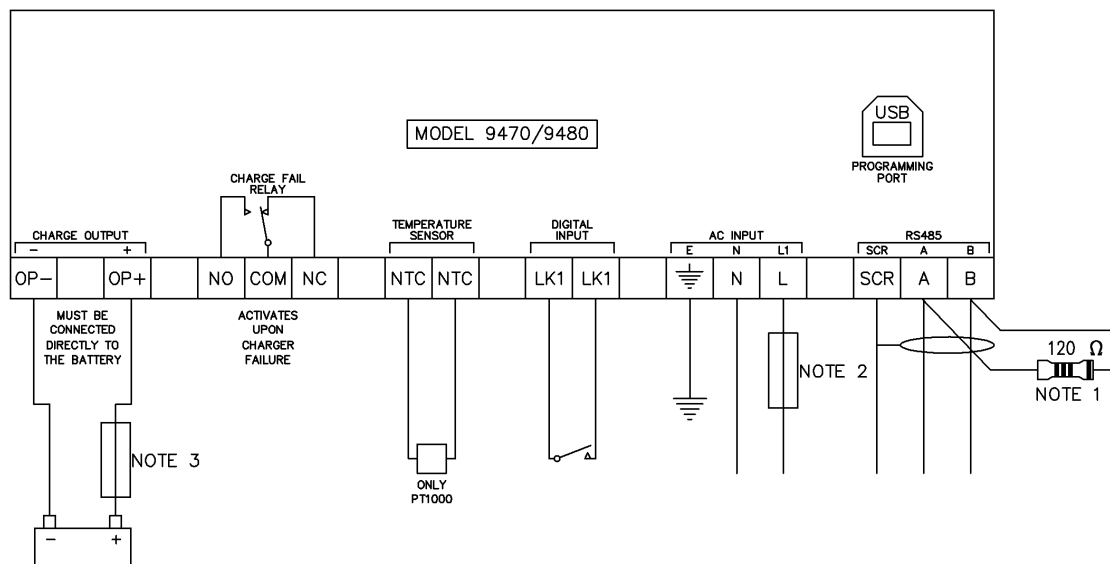 USB
MODEL 9470/9480
PROGRAMMING
PORT
CHARGE FAIL
RELAY
CHARGE OUTPUT
TEMPERATURE
SENSOR
DIGITAL
INPUT
AC INPUT
RS485
- +
E N L1
SCR A B
OP- OP+ NO COM NC NTC NTC LK1 LK1 N L SCR A B
MUST BE
CONNECTED
DIRECTLY TO
THE BATTERY
ACTIVATES
UPON
CHARGER
FAILURE
120 Ω
NOTE 1
NOTE 2
NOTE 3
ONLY
PT1000
- +